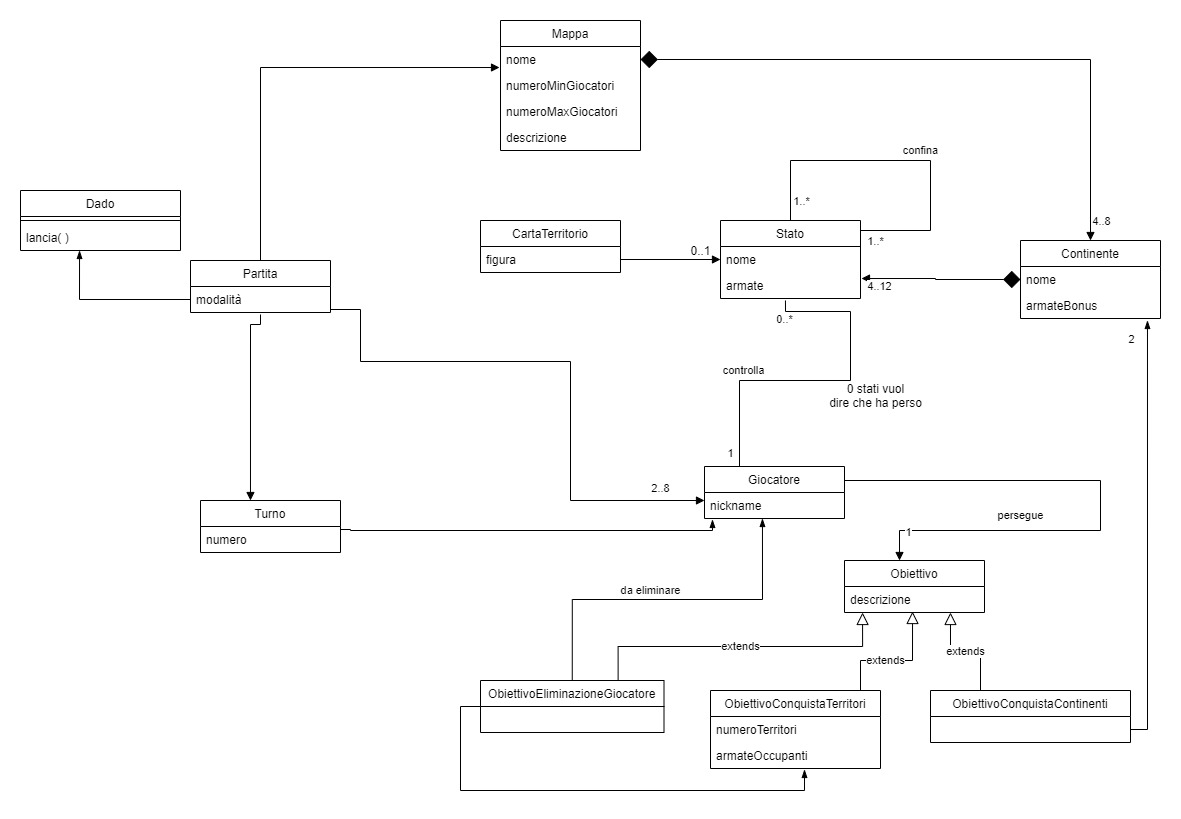 Mappa
nome
numeroMinGiocatori
numeroMaxGiocatori
descrizione
confina
1..*
4..8
Dado
lancia( )
CartaTerritorio
figura
0..1
Stato
nome
armate
1..*
4..12
Continente
nome
armateBonus
Partita
modalità
0..*
2
controlla
0 stati vuol
dire che ha perso
1
Giocatore
nickname
2..8
Turno
numero
persegue
1
Obiettivo
descrizione
da eliminare
extends
extends
extends
ObiettivoEliminazioneGiocatore
ObiettivoConquistaTerritori
numeroTerritori
armateOccupanti
ObiettivoConquistaContinenti